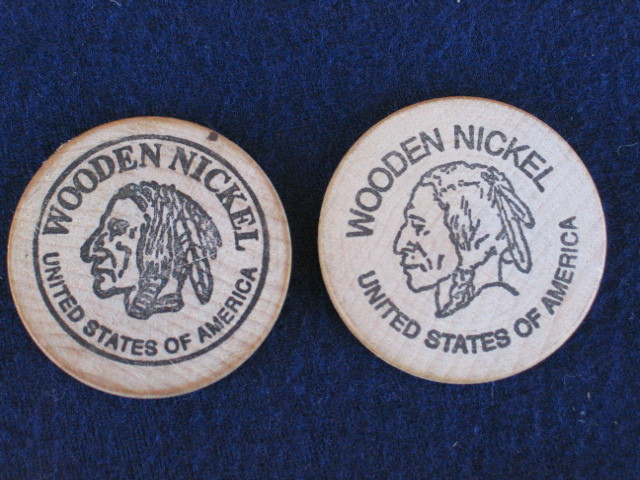 WOODEN NICKEL
UNITED STATES OF AMERICA
WOODEN NICKEL
UNITED STATES OF AMERICA